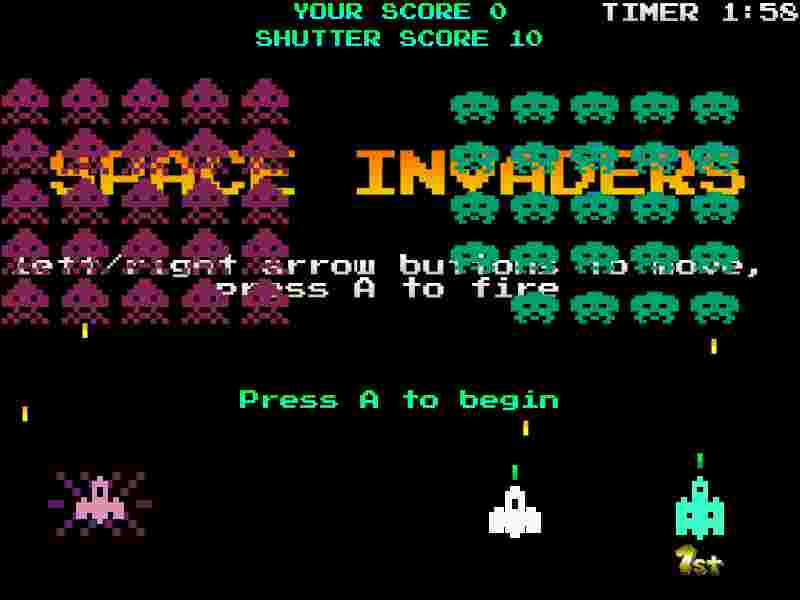 YOUR SCORE 0
TIMER 1:58
SHUTTER SCORE 10
SPACE INVADERS
left/right arrow buttons to move,
press A to fire
Press A to begin
1st